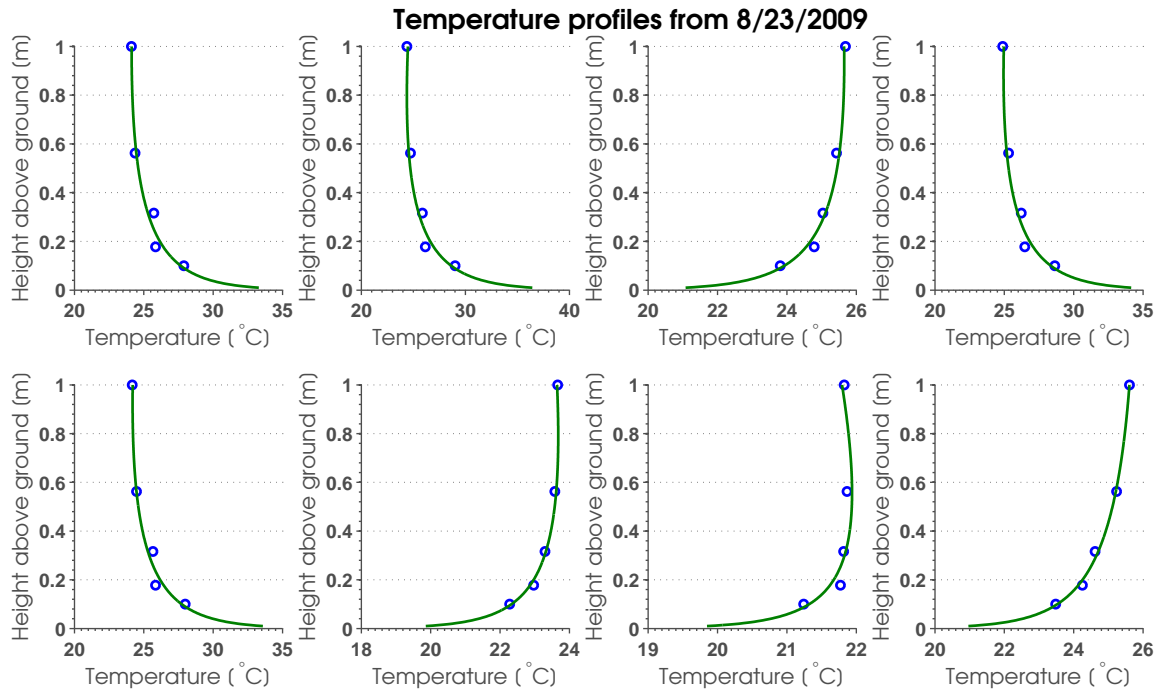 Temperature profiles from 8/23/2009
Height above ground (m)
1
0.8
0.6
0.4
0.2
0
20 25 30 35
Temperature (°C)
Height above ground (m)
1
0.8
0.6
0.4
0.2
0
20 30 40
Temperature (°C)
Height above ground (m)
1
0.8
0.6
0.4
0.2
0
20 22 24 26
Temperature (°C)
Height above ground (m)
1
0.8
0.6
0.4
0.2
0
20 25 30 35
Temperature (°C)
Height above ground (m)
1
0.8
0.6
0.4
0.2
0
20 25 30 35
Temperature (°C)
Height above ground (m)
1
0.8
0.6
0.4
0.2
0
18 20 22 24
Temperature (°C)
Height above ground (m)
1
0.8
0.6
0.4
0.2
0
19 20 21 22
Temperature (°C)
Height above ground (m)
1
0.8
0.6
0.4
0.2
0
20 22 24 26
Temperature (°C)